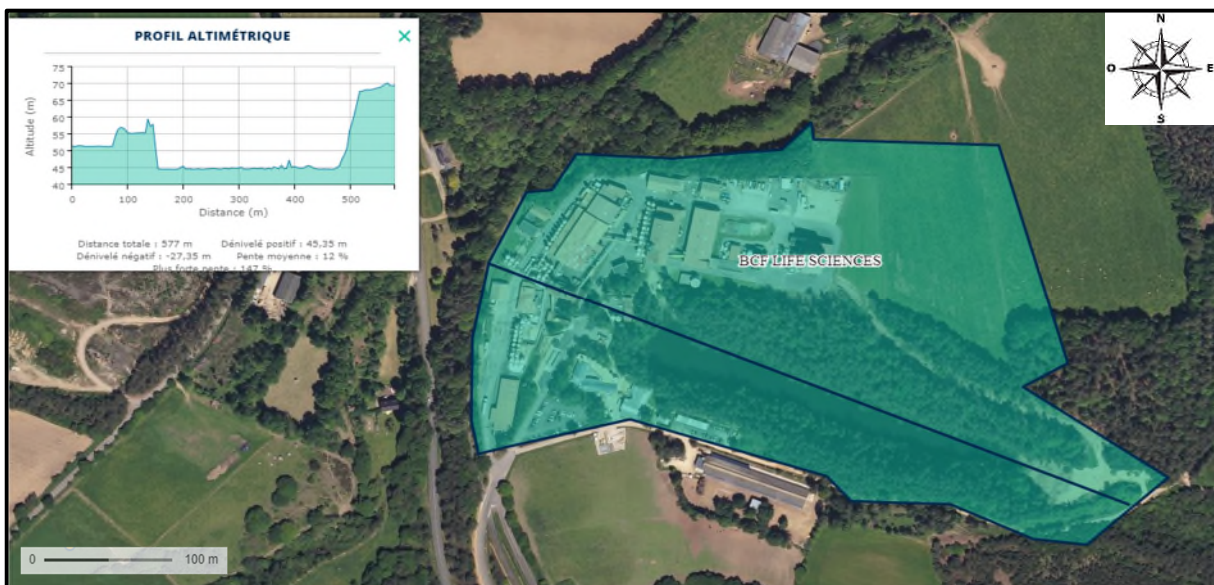 PROFIL ALTIMÉTRIQUE
75
70
65
60
55
50
45
40
Altitude (m)
0 100 200 300 400 500
Distance (m)
Distance totale : 577 m Dénivelé positif : 45,35 m
Dénivelé négatif : -27,35 m Pente moyenne : 12 %
Plus forte pente : 147 %
N
O E
S
BCF LIFE SCIENCES
0 100 m